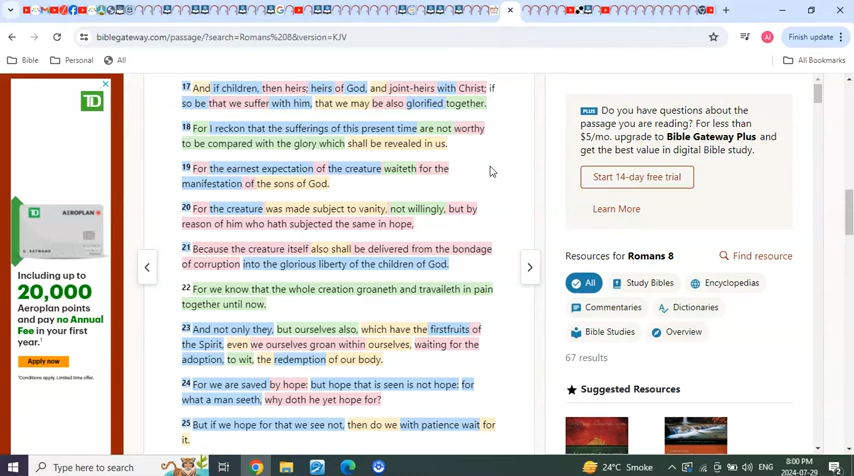 biblegateway.com/passage/?search=Romans%208&version=KJV
Finish update
Bible
Personal
All
All Bookmarks
TD
AEROPLAN
Including up to
20,000
Aeroplan points
and pay no Annual
Fee in your first
year.¹
Apply now
¹Conditions apply. Limited time offer.
17 And if children, then heirs; heirs of God, and joint-heirs with Christ; if
so be that we suffer with him, that we may be also glorified together.
18 For I reckon that the sufferings of this present time are not worthy
to be compared with the glory which shall be revealed in us.
19 For the earnest expectation of the creature waiteth for the
manifestation of the sons of God.
20 For the creature was made subject to vanity, not willingly, but by
reason of him who hath subjected the same in hope,
21 Because the creature itself also shall be delivered from the bondage
of corruption into the glorious liberty of the children of God.
22 For we know that the whole creation groaneth and travaileth in pain
together until now.
23 And not only they, but ourselves also, which have the firstfruits of
the Spirit, even we ourselves groan within ourselves, waiting for the
adoption, to wit, the redemption of our body.
24 For we are saved by hope: but hope that is seen is not hope: for
what a man seeth, why doth he yet hope for?
25 But if we hope for that we see not, then do we with patience wait for
it.
PLUS Do you have questions about the
passage you are reading? For less than
$5/mo. upgrade to Bible Gateway Plus and
get the best value in digital Bible study.
Start 14-day free trial
Learn More
Resources for Romans 8
Find resource
All
Study Bibles
Encyclopedias
Commentaries
Dictionaries
Bible Studies
Overview
67 results
Suggested Resources
Type here to search
24°C Smoke
ENG
8:00 PM
2024-07-29